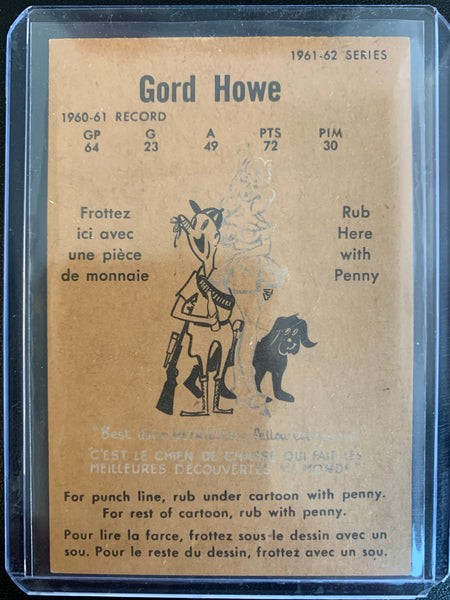 1961-62 SERIES
Gord Howe
1960-61 RECORD
GP G A PTS PIM
64 23 49 72 30
Frottez
ici avec
une pièce
de monnaie
Rub
Here
with
Penny
"Best
C'EST LE CHIEN DE CHASSE QUI FAIT LES
MEILLEURES DECOUVERTES AU MONDE
For punch line, rub under cartoon with penny.
For rest of cartoon, rub with penny.
Pour lire la farce, frottez sous le dessin avec un
sou. Pour le reste du dessin, frottez avec un sou.